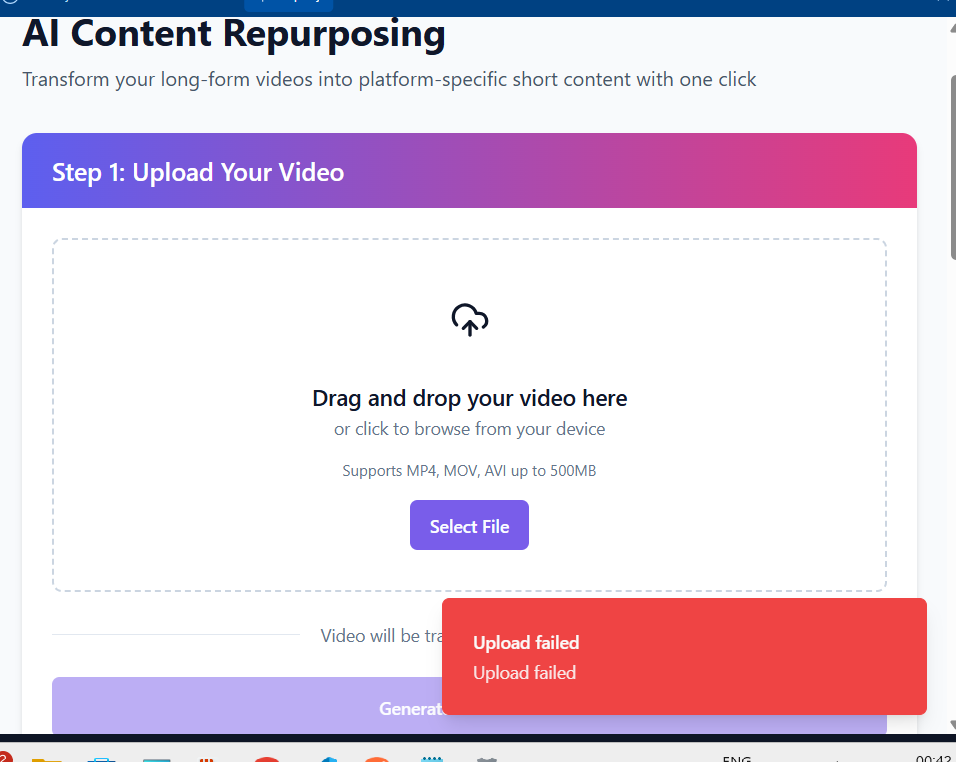 AI Content Repurposing
Transform your long-form videos into platform-specific short content with one click
Step 1: Upload Your Video
Drag and drop your video here
or click to browse from your device
Supports MP4, MOV, AVI up to 500MB
Select File
Video will be tra
Upload failed
Upload failed
Generat
2
ENG
00:42